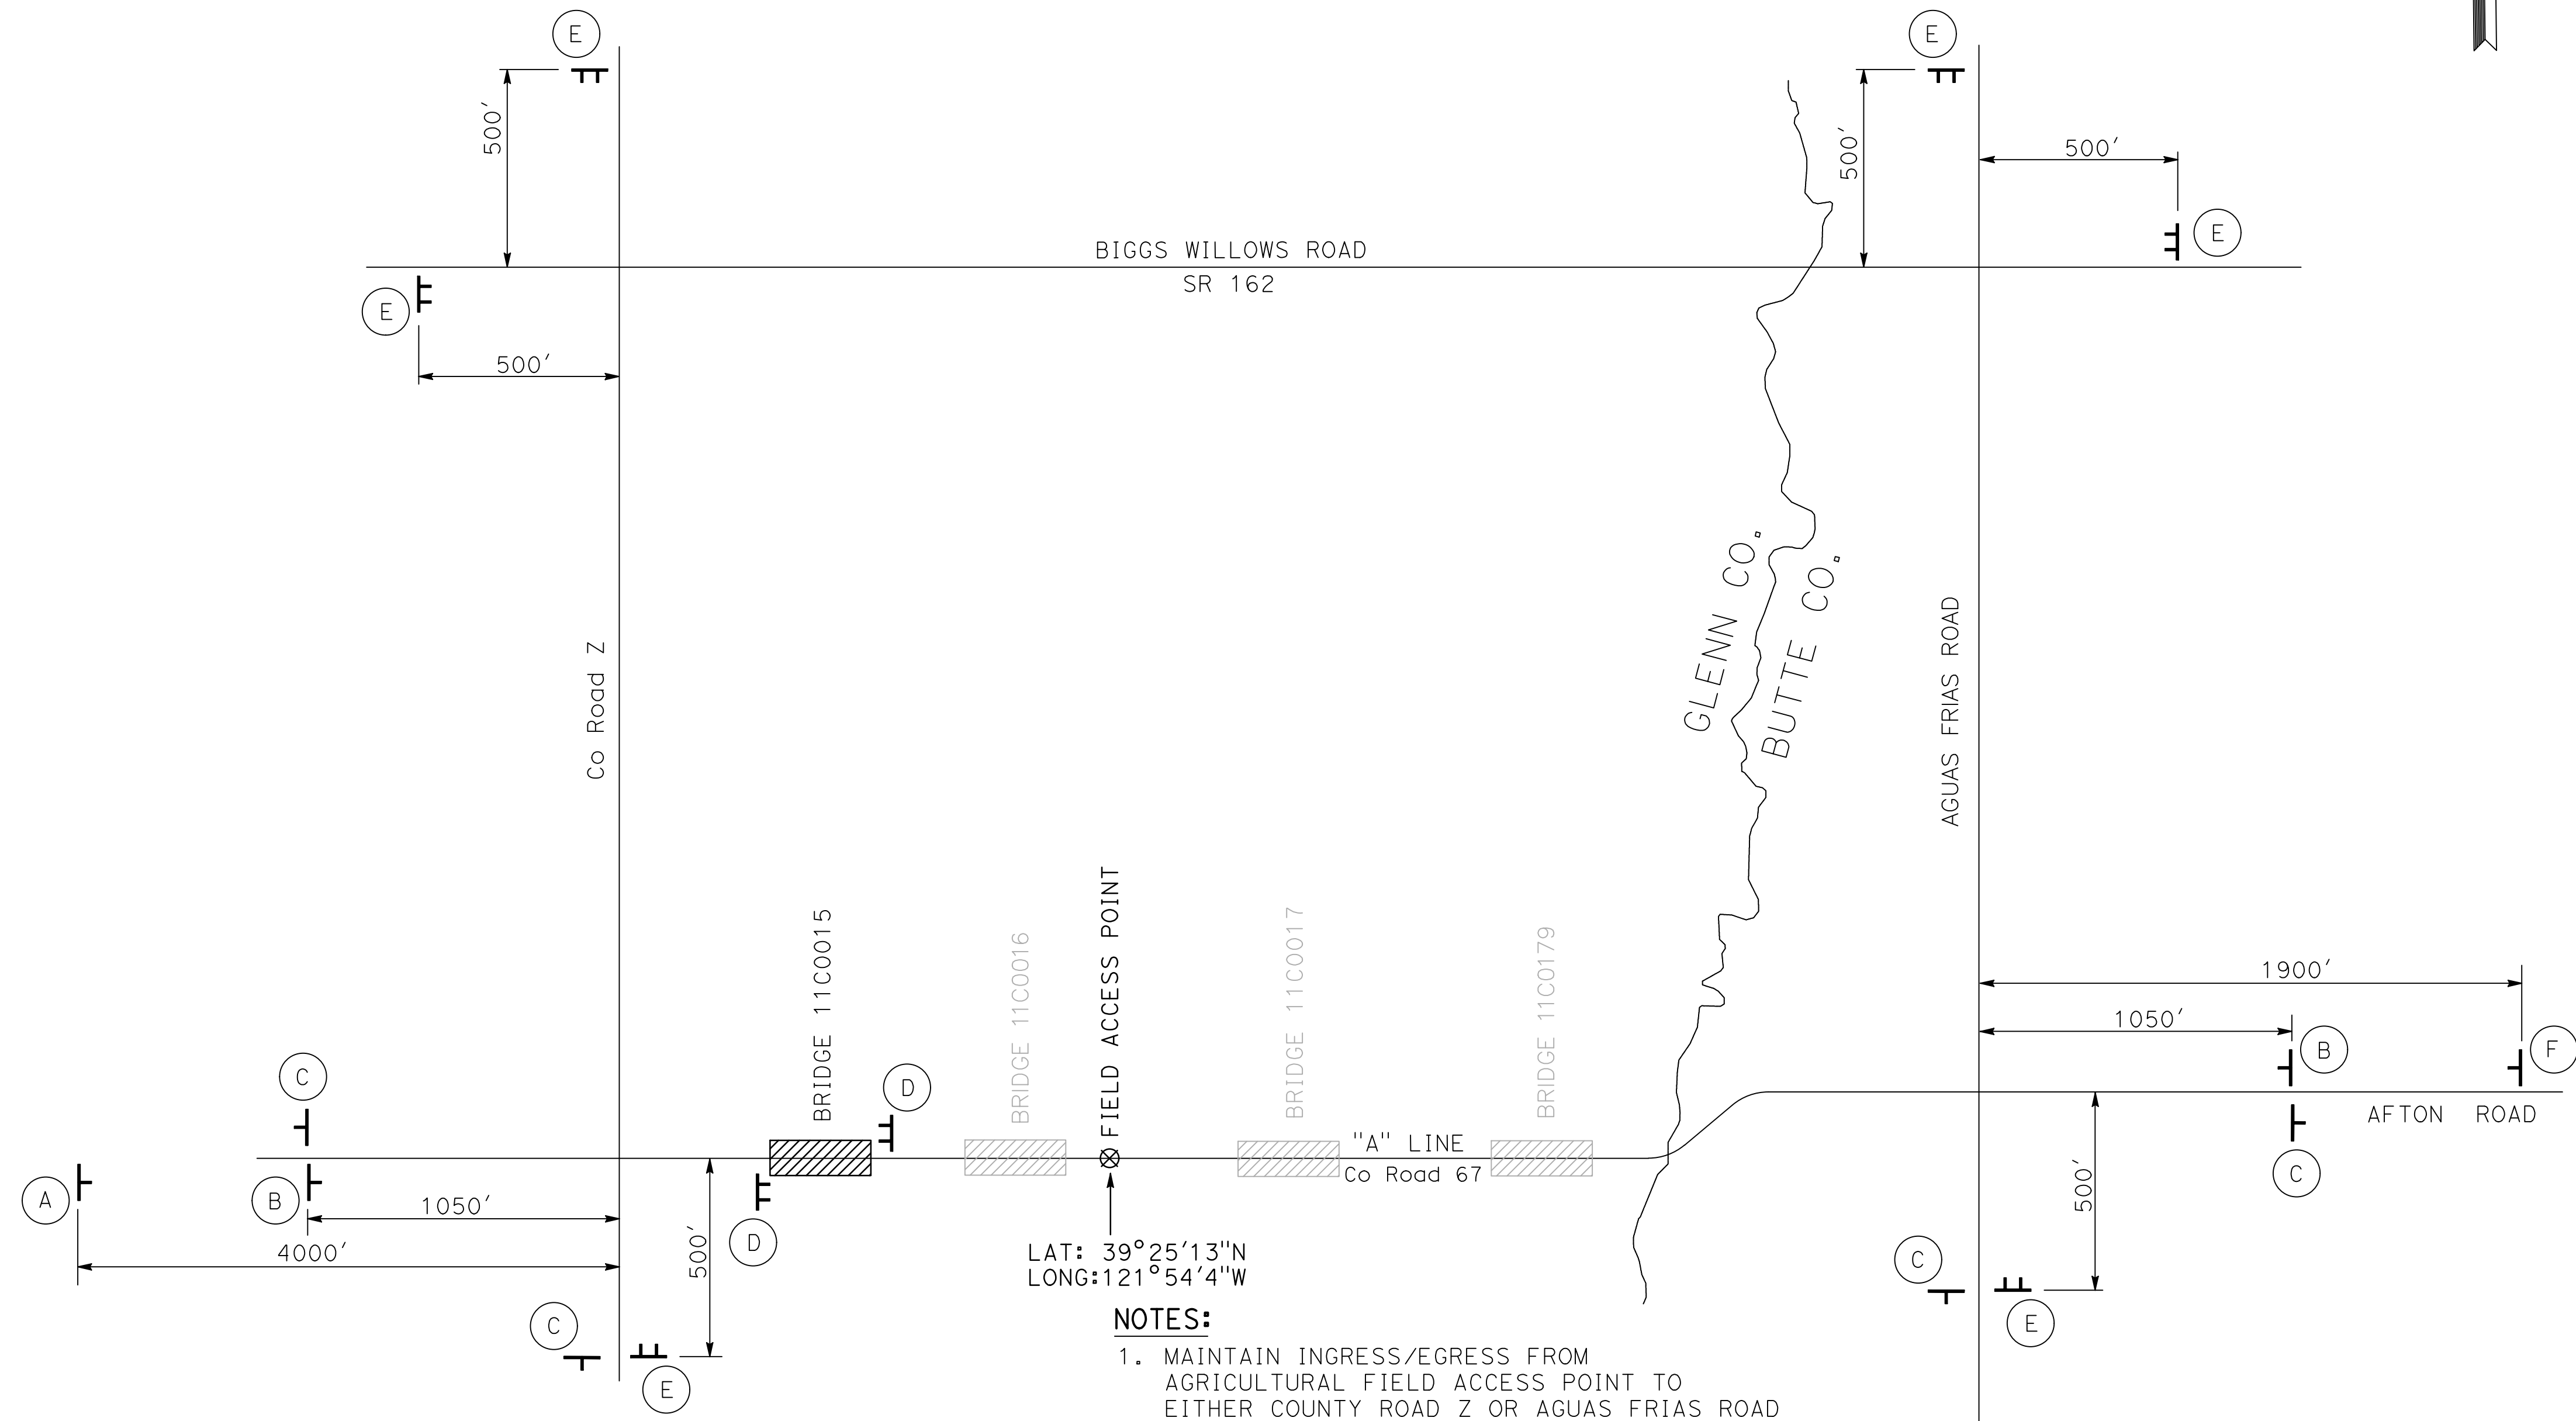 E
E
500'
500'
500'
E
BIGGS WILLOWS ROAD
SR 162
E
500'
GLENN CO.
BUTTE CO.
Co Road Z
AGUAS FRIAS ROAD
BRIDGE 11C0015
BRIDGE 11C0016
FIELD ACCESS POINT
BRIDGE 11C0017
BRIDGE 11C0179
1900'
1050'
B
F
C
D
AFTON ROAD
"A" LINE
Co Road 67
C
A
B
1050'
D
500'
500'
4000'
LAT: 39°25'13"N
LONG:121°54'4"W
C
E
C
E
NOTES:
1. MAINTAIN INGRESS/EGRESS FROM
AGRICULTURAL FIELD ACCESS POINT TO
EITHER COUNTY ROAD Z OR AGUAS FRIAS ROAD